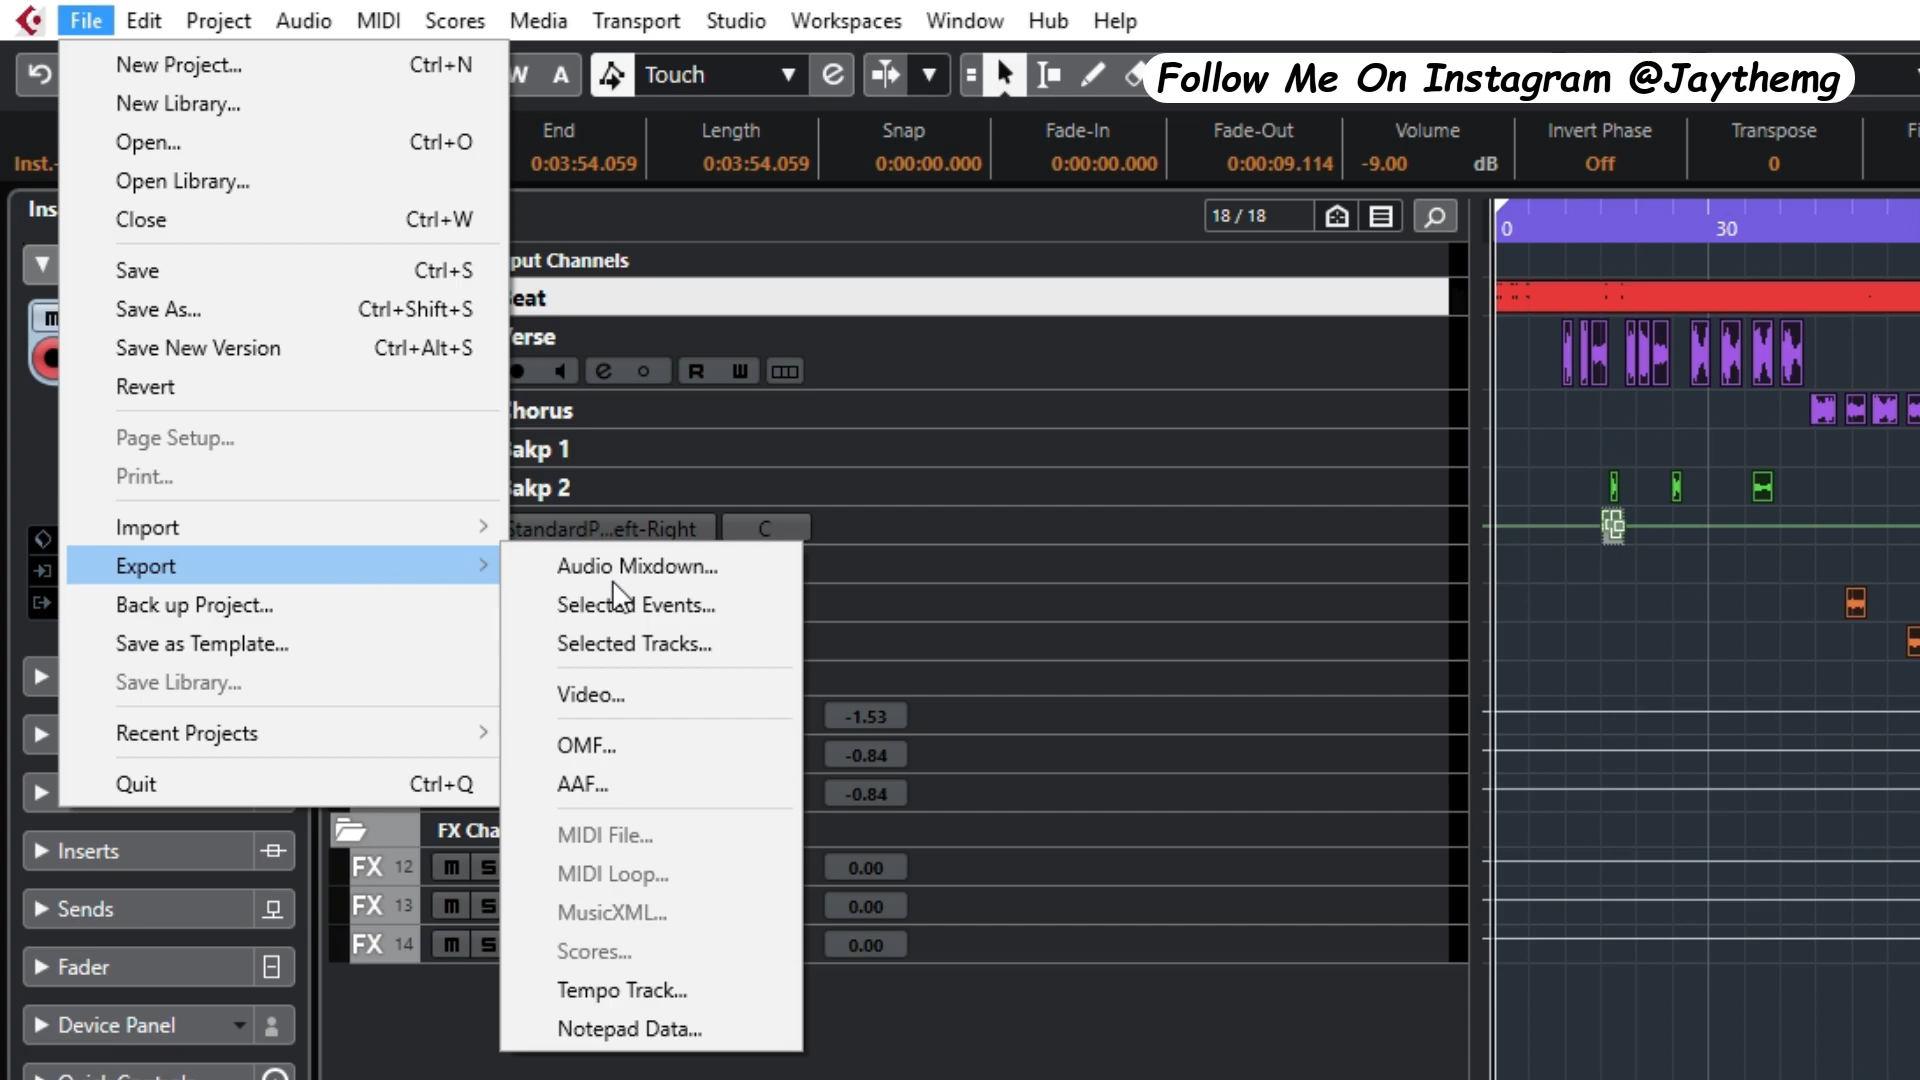 File Edit Project Audio MIDI Scores Media Transport Studio Workspaces Window Hub Help
W A Touch
Follow Me On Instagram @Jaythemg
End Length Snap Fade-In Fade-Out Volume Invert Phase Transpose
0:03:54.059 0:03:54.059 0:00:00.000 0:00:00.000 0:00:09.114 -9.00 dB Off 0
Inst.
Ins
New Project... Ctrl+N
New Library...
Open... Ctrl+O
Open Library...
Close Ctrl+W
Save Ctrl+S
Save As... Ctrl+Shift+S
Save New Version Ctrl+Alt+S
Revert
Page Setup...
Print...
Import
Export
Back up Project...
Save as Template...
Save Library...
Recent Projects
Quit Ctrl+Q
Audio Mixdown...
Selected Events...
Selected Tracks...
Video...
OMF...
AAF...
MIDI File...
MIDI Loop...
MusicXML...
Scores...
Tempo Track...
Notepad Data...
18 / 18
0 30
put Channels
eat
erse
R W
horus
akp 1
akp 2
StandardP...eft-Right C
-1.53
-0.84
-0.84
FX Cha
FX 12 m S 0.00
FX 13 m S 0.00
FX 14 m S 0.00
Inserts
Sends
Fader
Device Panel